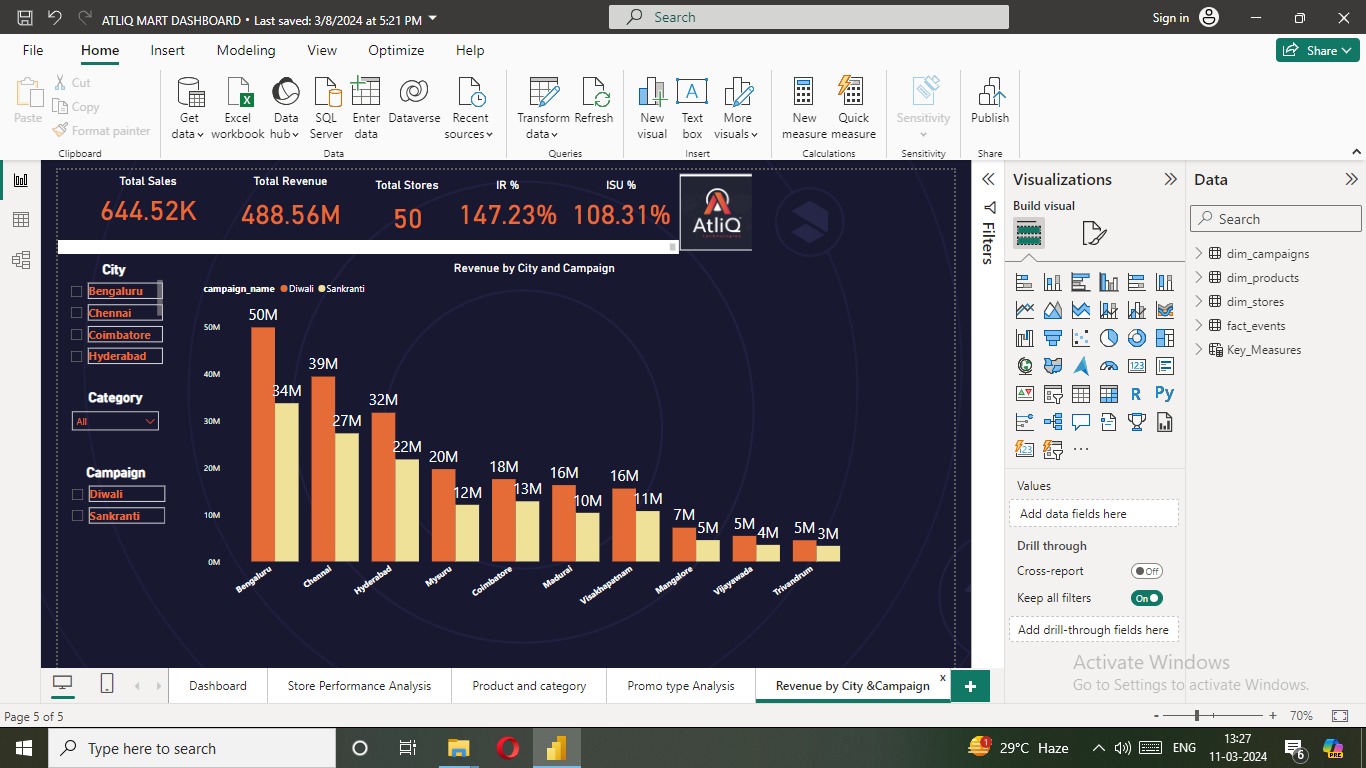 ATLIQ MART DASHBOARD • Last saved: 3/8/2024 at 5:21 PM
Search
Sign in
File Home Insert Modeling View Optimize Help
Share
Paste
Cut
Copy
Format painter
Clipboard
Get data
Excel workbook
Data hub
SQL Server
Enter data
Dataverse
Recent sources
Data
Transform data
Refresh
Queries
New visual
Text box
More visuals
Insert
New measure
Quick measure
Calculations
Sensitivity
Sensitivity
Publish
Share
Total Sales
644.52K
Total Revenue
488.56M
Total Stores
50
IR %
147.23%
ISU %
108.31%
AtliQ
technologies
City
Bengaluru
Chennai
Coimbatore
Hyderabad
Category
All
Campaign
Diwali
Sankranti
Revenue by City and Campaign
campaign_name Diwali Sankranti
50M
40M
30M
20M
10M
0M
50M 34M
39M 27M
32M 22M
20M 12M
18M 13M
16M 10M
16M 11M
7M 5M
5M 4M
5M 3M
Bengaluru
Chennai
Hyderabad
Mysuru
Coimbatore
Madurai
Visakhapatnam
Mangalore
Vijayawada
Trivandrum
Filters
Visualizations
Build visual
123
R
Py
123
Values
Add data fields here
Drill through
Cross-report
Off
Keep all filters
On
Add drill-through fields here
Data
Search
dim_campaigns
dim_products
dim_stores
fact_events
Key_Measures
Activate Windows
Go to Settings to activate Windows.
Dashboard
Store Performance Analysis
Product and category
Promo type Analysis
Revenue by City &Campaign
x
+
Page 5 of 5
- + 70%
Type here to search
1
29°C Haze
ENG
13:27
11-03-2024
6
PRE